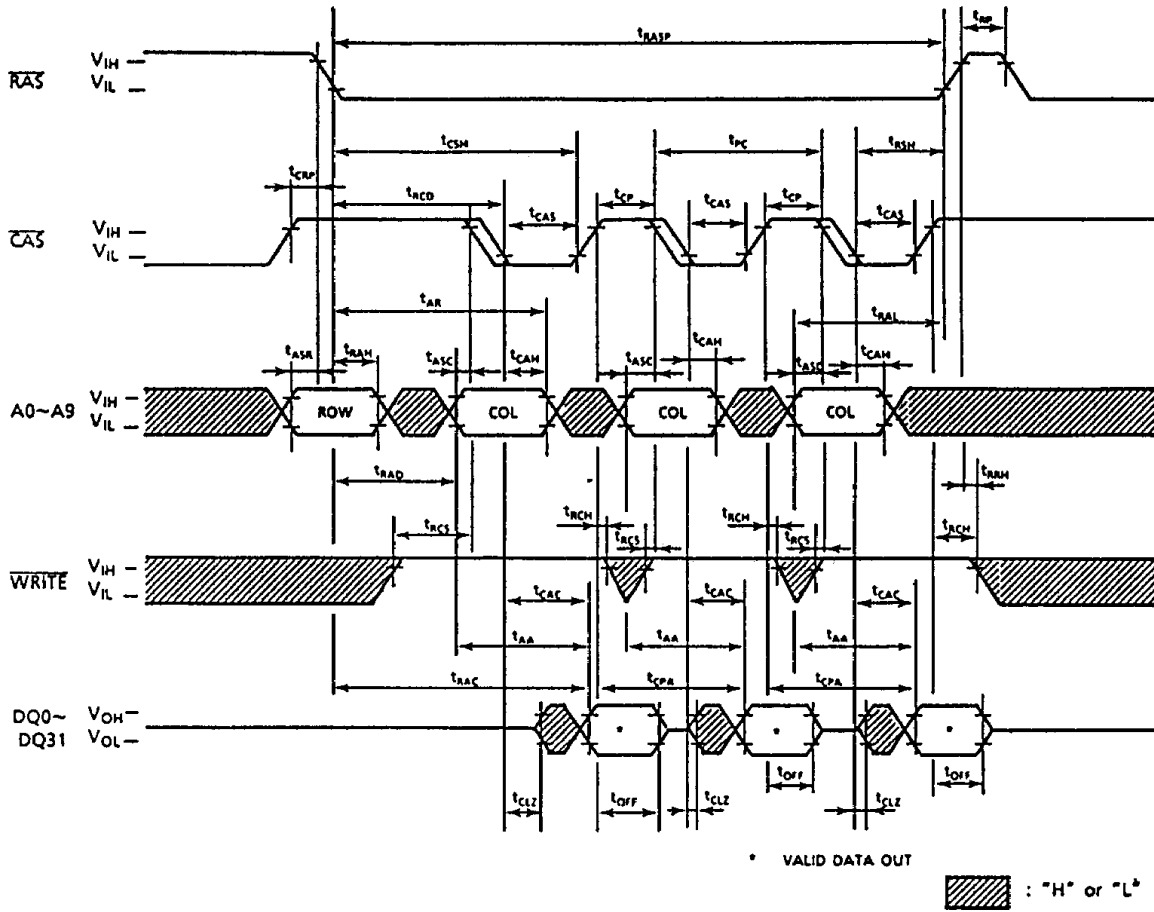 tRP
tRASP
RAS
VIH
VIL
tCSH
tPC
tRSH
tCRP
tRCD
tCP
tCP
tCAS
tCAS
tCAS
CAS
VIH
VIL
tAR
tRAL
tASR
tRAH
tASC
tCAH
tASC
tCAH
tASC
tCAH
A0~A9
VIH
VIL
ROW
COL
COL
COL
tRAD
tRRH
tRCS
tRCH
tRCS
tRCH
tRCS
tRCH
WRITE
VIH
VIL
tCAC
tCAC
tCAC
tAA
tAA
tAA
tRAC
tCPA
tCPA
DQ0~
DQ31
VOH
VOL
*
*
*
tCLZ
tOFF
tCLZ
tOFF
tCLZ
tOFF
* VALID DATA OUT
: "H" or "L"